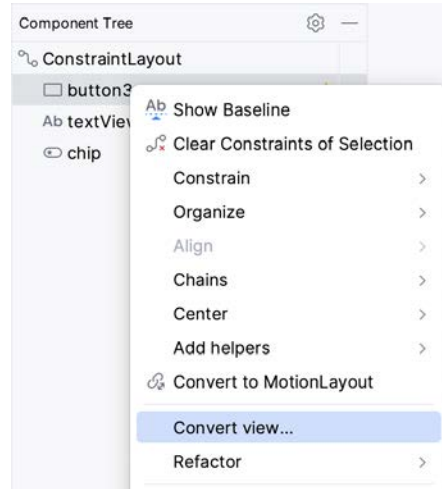 Component Tree
ConstraintLayout
button3
Ab textView
chip
Ab Show Baseline
Clear Constraints of Selection
Constrain
Organize
Align
Chains
Center
Add helpers
Convert to MotionLayout
Convert view...
Refactor